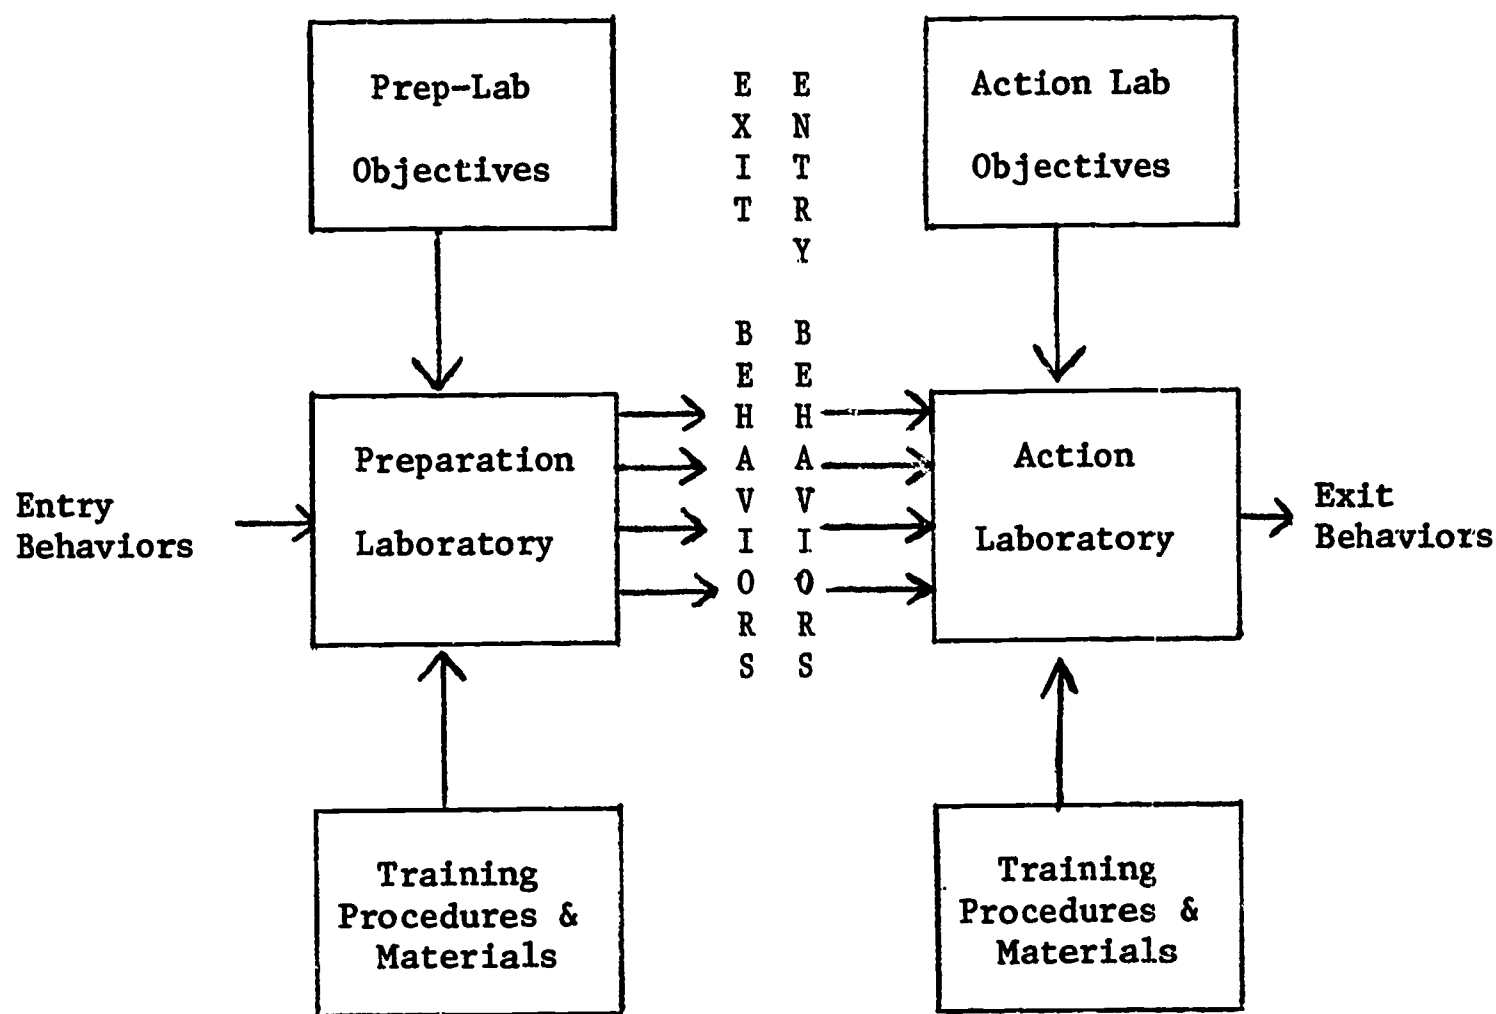 Prep-Lab
Objectives
EXIT BEHAVIORS
ENTRY BEHAVIORS
Action Lab
Objectives
Entry
Behaviors
Preparation
Laboratory
Action
Laboratory
Exit
Behaviors
Training
Procedures &
Materials
Training
Procedures &
Materials